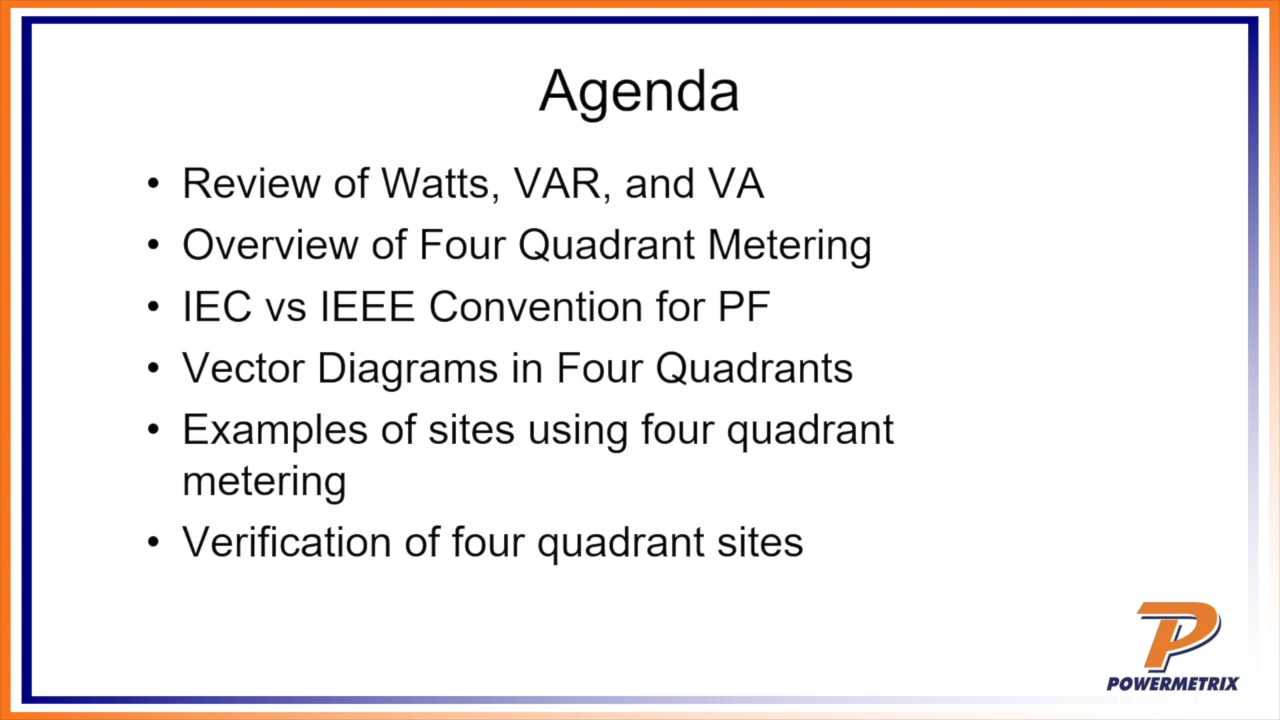 Agenda
• Review of Watts, VAR, and VA
• Overview of Four Quadrant Metering
• IEC vs IEEE Convention for PF
• Vector Diagrams in Four Quadrants
• Examples of sites using four quadrant
metering
• Verification of four quadrant sites
POWERMETRIX